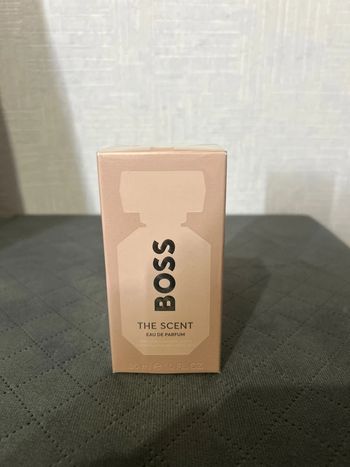 BOSS
THE SCENT
EAU DE PARFUM